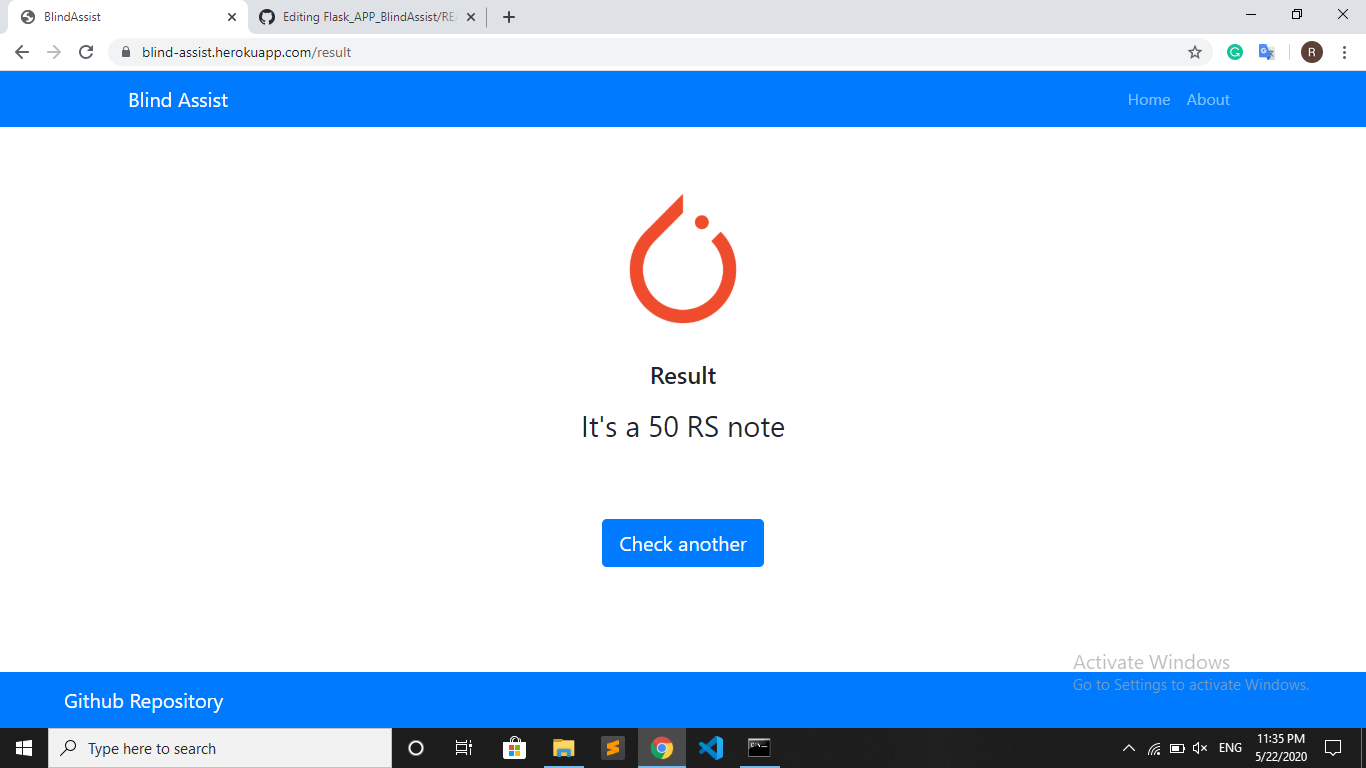 BlindAssist
Editing Flask_APP_BlindAssist/RE
blind-assist.herokuapp.com/result
R
Blind Assist
Home
About
Result
It's a 50 RS note
Check another
Activate Windows
Go to Settings to activate Windows.
Github Repository
Type here to search
ENG
11:35 PM
5/22/2020